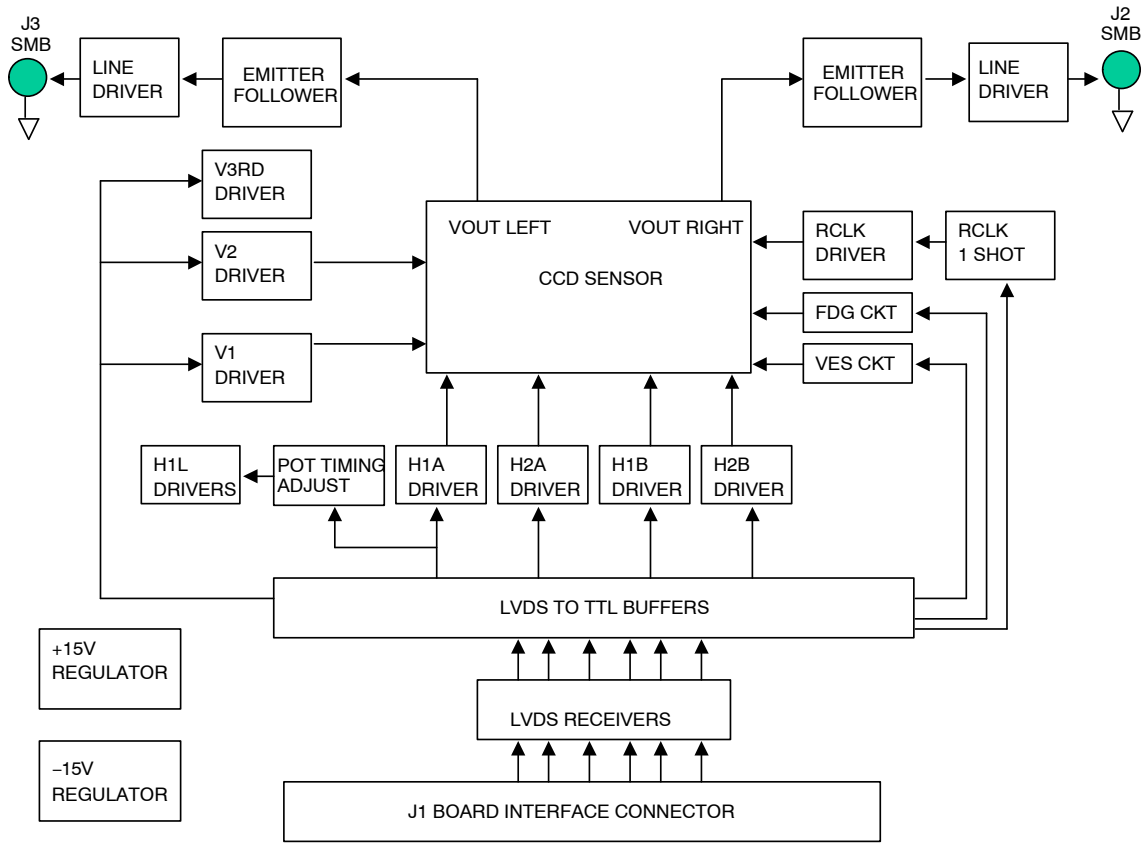 J3
SMB
J2
SMB
LINE
DRIVER
EMITTER
FOLLOWER
EMITTER
FOLLOWER
LINE
DRIVER
V3RD
DRIVER
V2
DRIVER
V1
DRIVER
VOUT LEFT
VOUT RIGHT
CCD SENSOR
RCLK
DRIVER
RCLK
1 SHOT
FDG CKT
VES CKT
H1L
DRIVERS
POT TIMING
ADJUST
H1A
DRIVER
H2A
DRIVER
H1B
DRIVER
H2B
DRIVER
LVDS TO TTL BUFFERS
+15V
REGULATOR
LVDS RECEIVERS
−15V
REGULATOR
J1 BOARD INTERFACE CONNECTOR